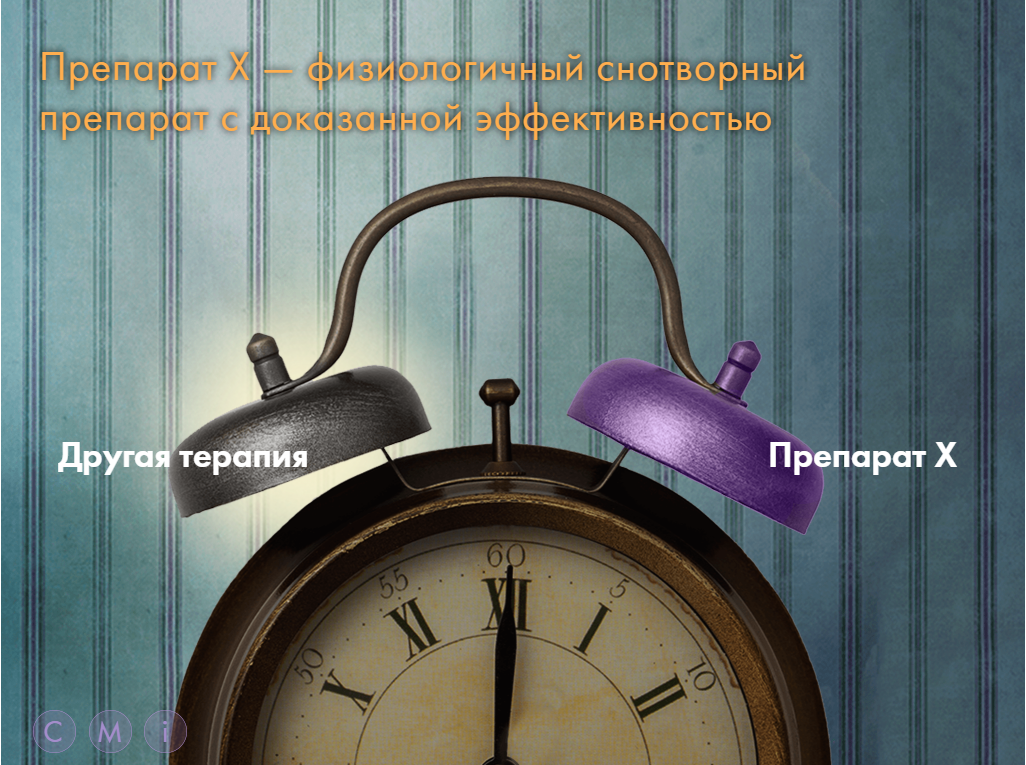 Препарат Х — физиологичный снотворный
препарат с доказанной эффективностью
Другая терапия
Препарат Х
60
55
5
XII
XI
I
50
10
X
II
C M i